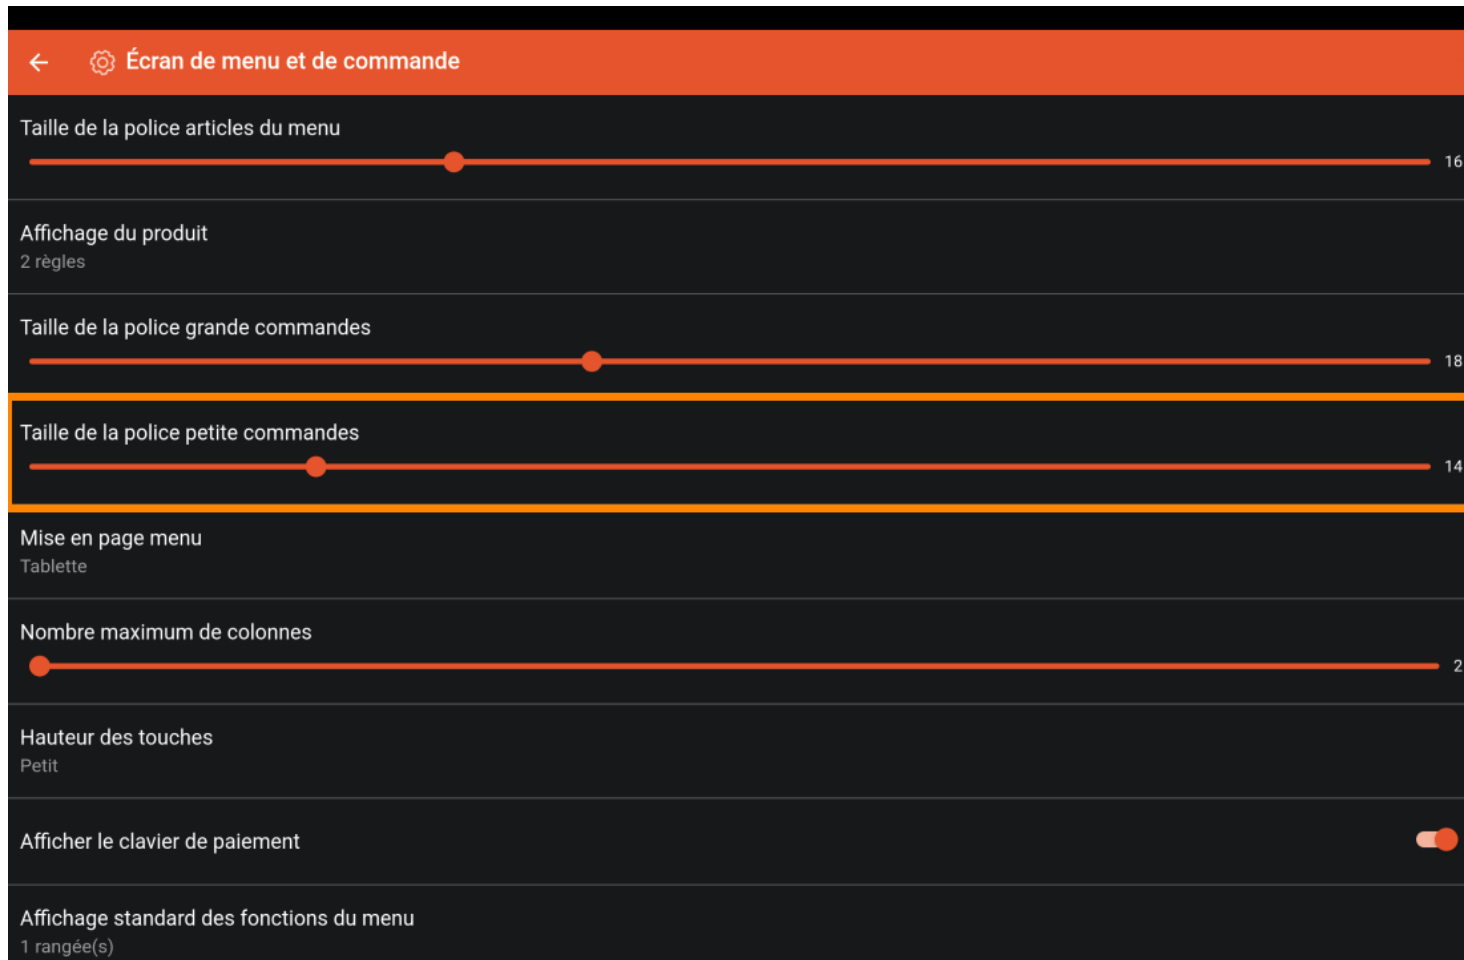 Écran de menu et de commande
Taille de la police articles du menu
16
Affichage du produit
2 règles
Taille de la police grande commandes
18
Taille de la police petite commandes
14
Mise en page menu
Tablette
Nombre maximum de colonnes
2
Hauteur des touches
Petit
Afficher le clavier de paiement
Affichage standard des fonctions du menu
1 rangée(s)